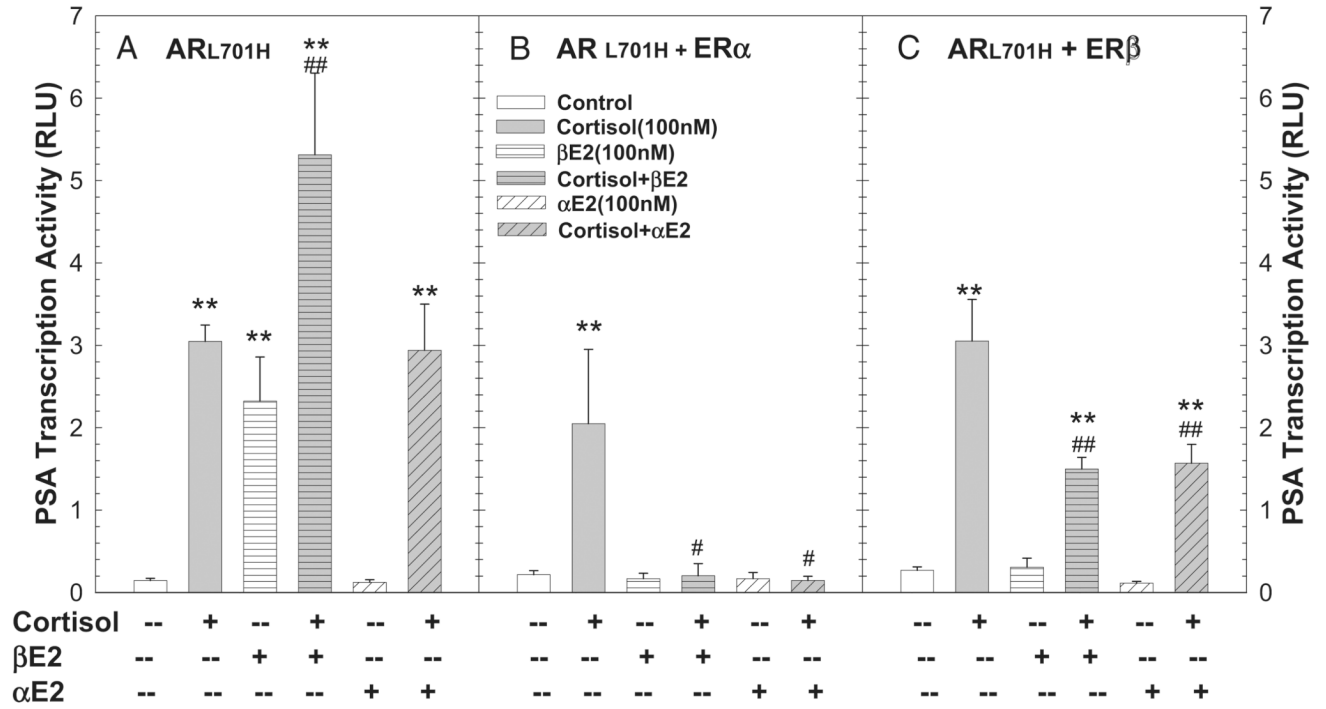 7 7
A ARL701H ** ## B AR L701H + ERα C ARL701H + ERβ
6 6
Control
Cortisol(100nM)
βE2(100nM)
5 5
Cortisol+βE2
αE2(100nM)
Cortisol+αE2
PSA Transcription Activity (RLU)
PSA Transcription Activity (RLU)
4 4
** ** ** ** **
3 3
** ## ** ##
2 2
1 1
# #
0 0
Cortisol -- + -- + -- + -- + -- + -- + -- + -- + -- +
βE2 -- -- + + -- -- -- -- + + -- -- -- -- + + -- --
αE2 -- -- -- -- + + -- -- -- -- + + -- -- -- -- + +